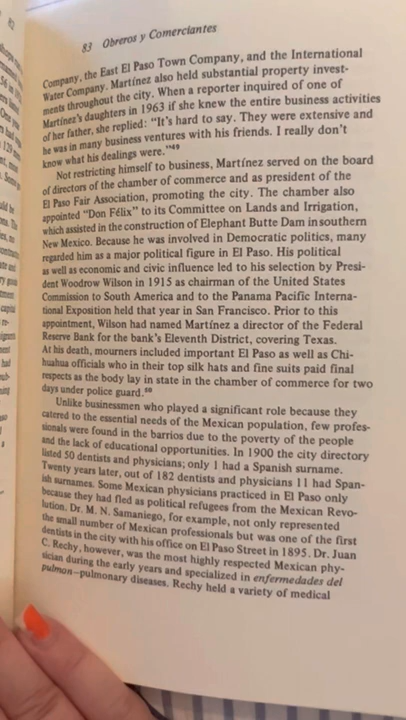 83 Obreros y Comerciantes
Company, the East El Paso Town Company, and the International
Water Company. Martínez also held substantial property invest-
ments throughout the city. When a reporter inquired of one of
Martínez's daughters in 1963 if she knew the entire business activities
of her father, she replied: "It's hard to say. They were extensive and
he was in many business ventures with his friends. I really don't
know what his dealings were."49
Not restricting himself to business, Martínez served on the board
of directors of the chamber of commerce and as president of the
El Paso Fair Association, promoting the city. The chamber also
appointed "Don Félix" to its Committee on Lands and Irrigation,
which assisted in the construction of Elephant Butte Dam in southern
New Mexico. Because he was involved in Democratic politics, many
regarded him as a major political figure in El Paso. His political
as well as economic and civic influence led to his selection by Presi-
dent Woodrow Wilson in 1915 as chairman of the United States
Commission to South America and to the Panama Pacific Interna-
tional Exposition held that year in San Francisco. Prior to this
appointment, Wilson had named Martínez a director of the Federal
Reserve Bank for the bank's Eleventh District, covering Texas.
At his death, mourners included important El Paso as well as Chi-
huahua officials who in their top silk hats and fine suits paid final
respects as the body lay in state in the chamber of commerce for two
days under police guard.50
Unlike businessmen who played a significant role because they
catered to the essential needs of the Mexican population, few profes-
sionals were found in the barrios due to the poverty of the people
and the lack of educational opportunities. In 1900 the city directory
listed 50 dentists and physicians; only 1 had a Spanish surname.
Twenty years later, out of 182 dentists and physicians 11 had Span-
ish surnames. Some Mexican physicians practiced in El Paso only
because they had fled as political refugees from the Mexican Revo-
lution. Dr. M. N. Samaniego, for example, not only represented
the small number of Mexican professionals but was one of the first
dentists in the city with his office on El Paso Street in 1895. Dr. Juan
C. Rechy, however, was the most highly respected Mexican phy-
sician during the early years and specialized in enfermedades del
pulmon—pulmonary diseases. Rechy held a variety of medical